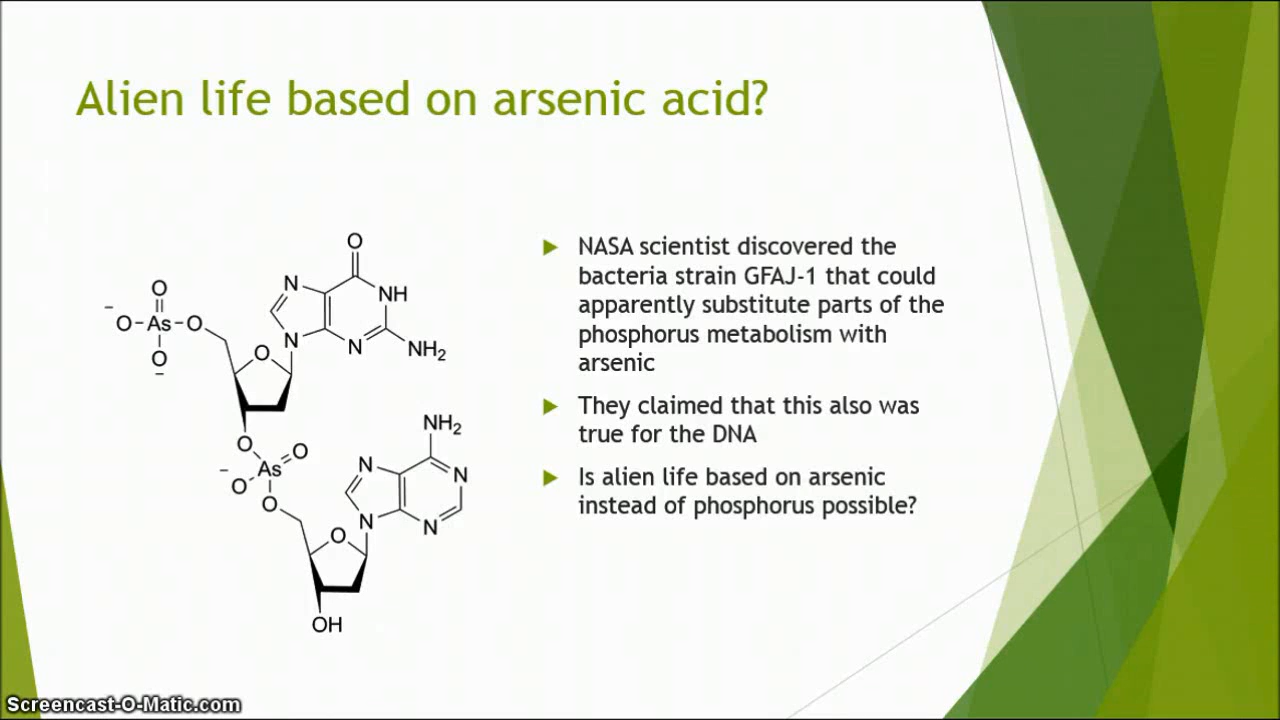 Alien life based on arsenic acid?
O
N
NH
N
N
NH₂
O
O
As
O
O
−
−
O
O
As
O
−
O
O
NH₂
N
N
N
N
O
OH
NASA scientist discovered the
bacteria strain GFAJ-1 that could
apparently substitute parts of the
phosphorus metabolism with
arsenic
They claimed that this also was
true for the DNA
Is alien life based on arsenic
instead of phosphorus possible?
Screencast-O-Matic.com